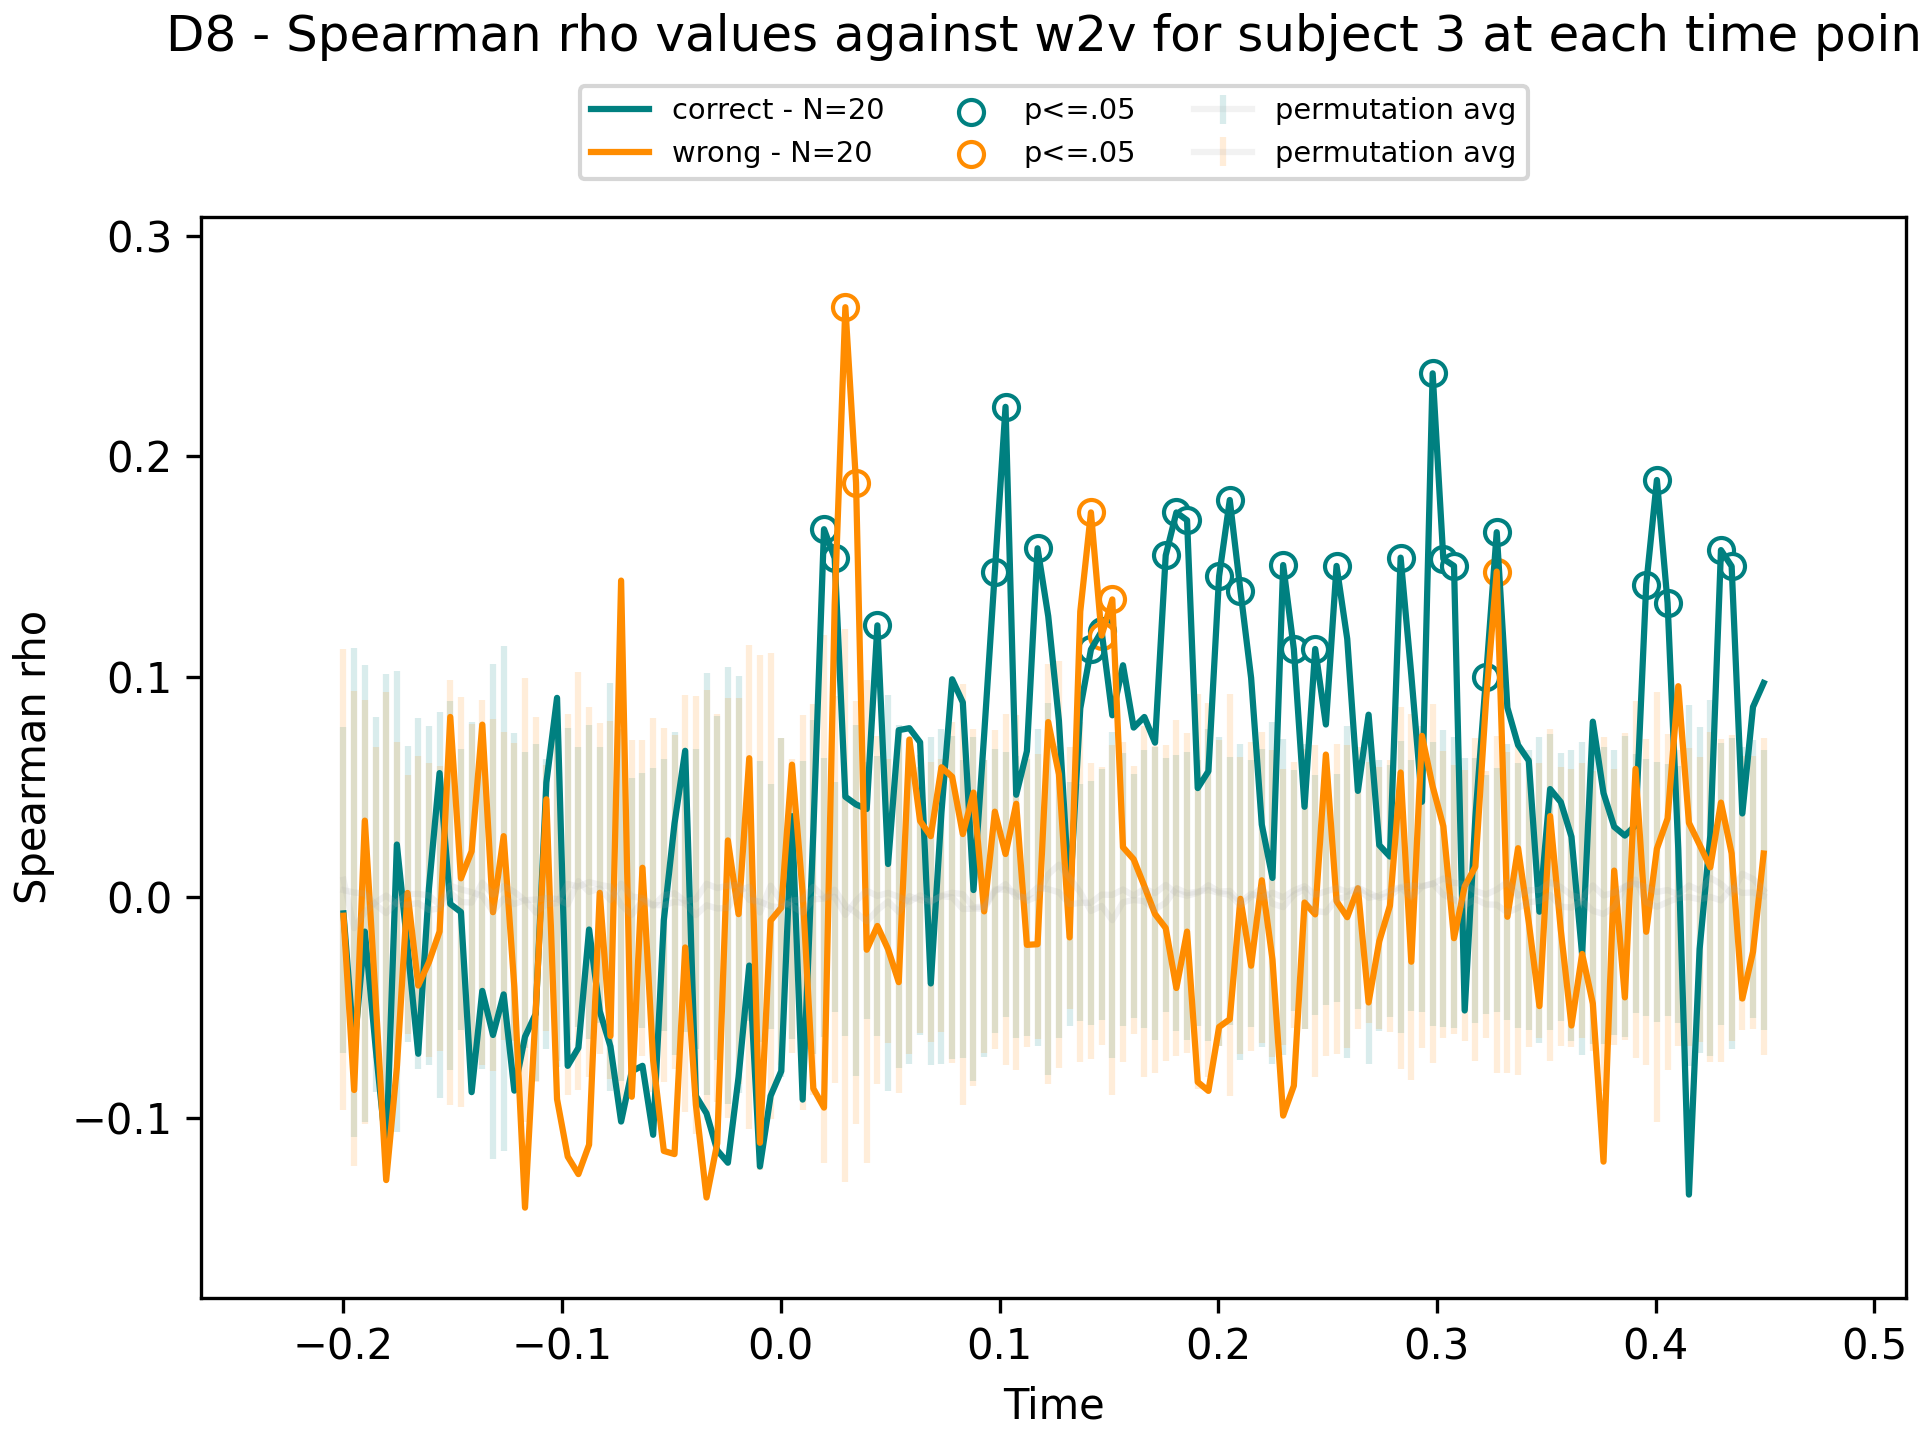 D8 - Spearman rho values against w2v for subject 3 at each time poin
correct - N=20
wrong - N=20
p<=.05
p<=.05
permutation avg
permutation avg
0.3
0.2
0.1
0.0
−0.1
Spearman rho
−0.2 −0.1 0.0 0.1 0.2 0.3 0.4 0.5
Time